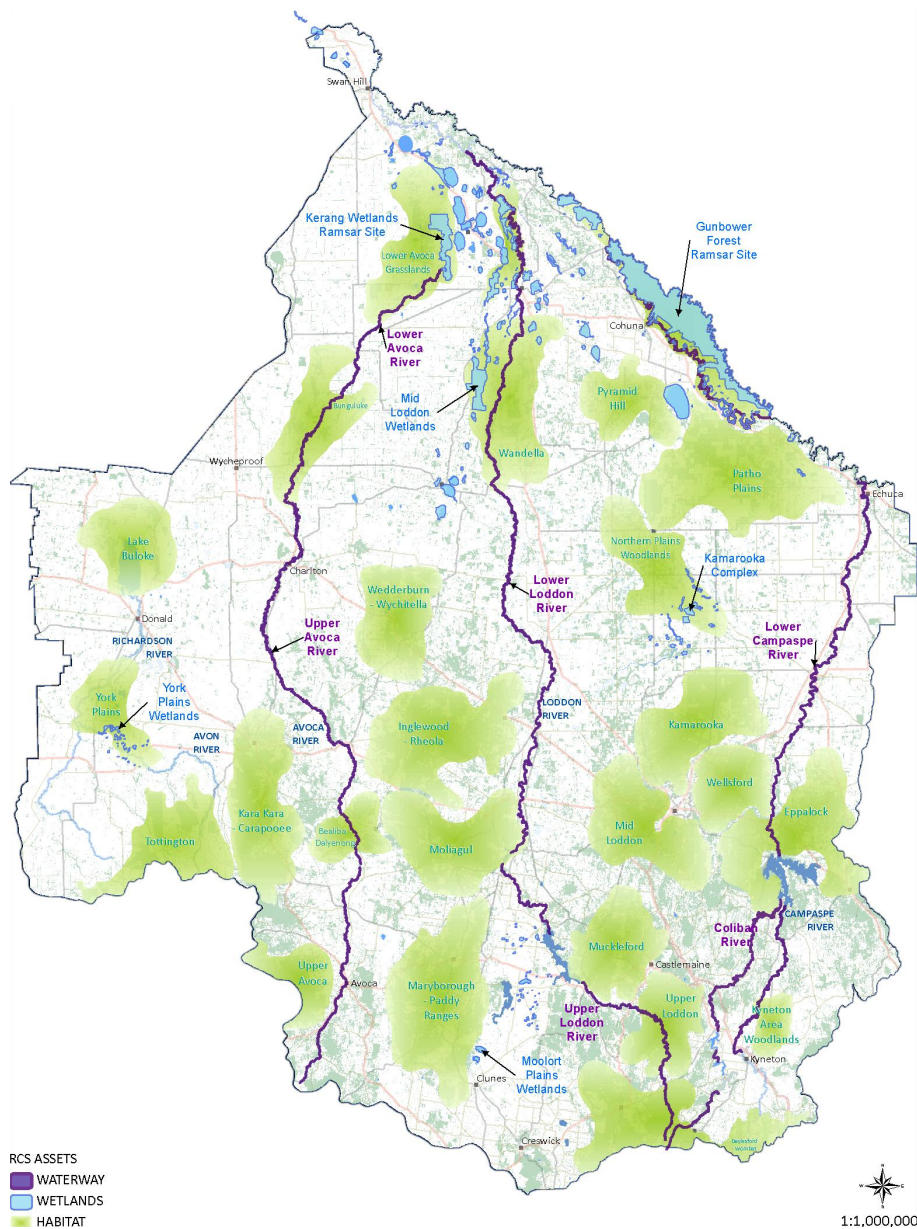 Swan Hill
Kerang Wetlands
Ramsar Site
Gunbower
Forest
Ramsar Site
Lower Avoca
Grasslands
Cohuna
Lower
Avoca
River
Bunguluke
Mid
Loddon
Wetlands
Pyramid
Hill
Wandella
Wycheproof
Patho
Plains
Echuca
Lake
Buloke
Northern Plains
Woodlands
Kamarooka
Complex
Charlton
Wedderburn
- Wychitella
Lower
Loddon
River
Donald
RICHARDSON
RIVER
Upper
Avoca
River
Lower
Campaspe
River
York
Plains
York
Plains
Wetlands
AVON
RIVER
AVOCA
RIVER
Inglewood
- Rheola
LODDON
RIVER
Kamarooka
Wellsford
Kara Kara
- Carapooee
Eppalock
Tottington
Bealiba
Dalyenong
Moliagul
Mid
Loddon
CAMPASPE
RIVER
Coliban
River
Muckleford
Castlemaine
Upper
Avoca
Avoca
Maryborough
- Paddy
Ranges
Upper
Loddon
Upper
Loddon
River
Kyneton
Area
Woodlands
Kyneton
Moolort
Plains
Wetlands
Clunes
Creswick
RCS ASSETS
WATERWAY
WETLANDS
HABITAT
1:1,000,000